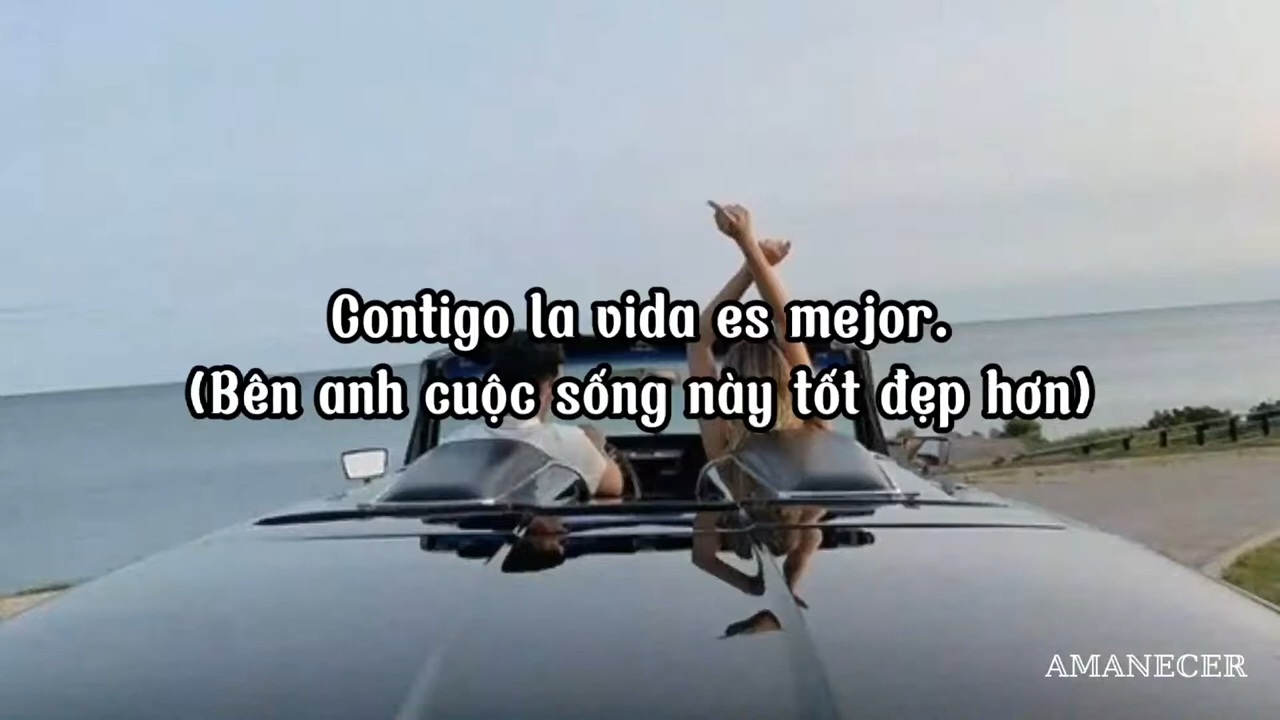 Contigo la vida es mejor.
(Bên anh cuộc sống này tốt đẹp hơn)
AMANECER